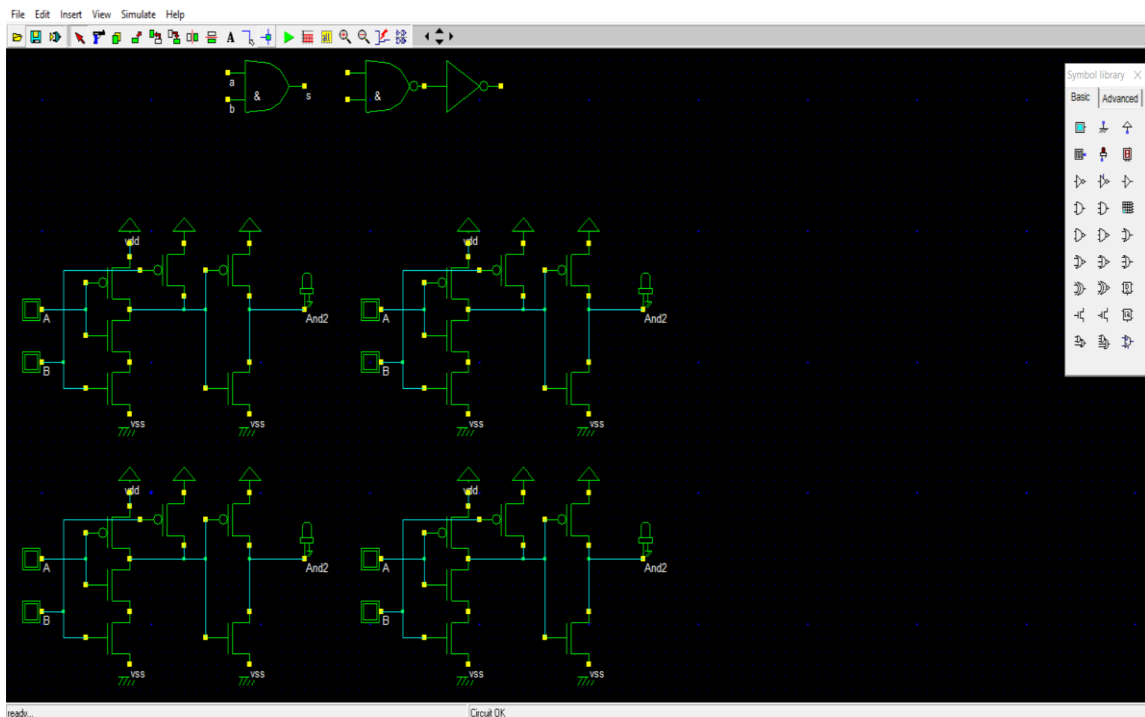 File Edit Insert View Simulate Help
A
Symbol library X
Basic Advanced
a
& s
b
&
vdd
vdd
A
And2
A
And2
B
B
vss
vss
vss
vss
vdd
vdd
A
And2
A
And2
B
B
vss
vss
vss
vss
ready...
Circuit OK